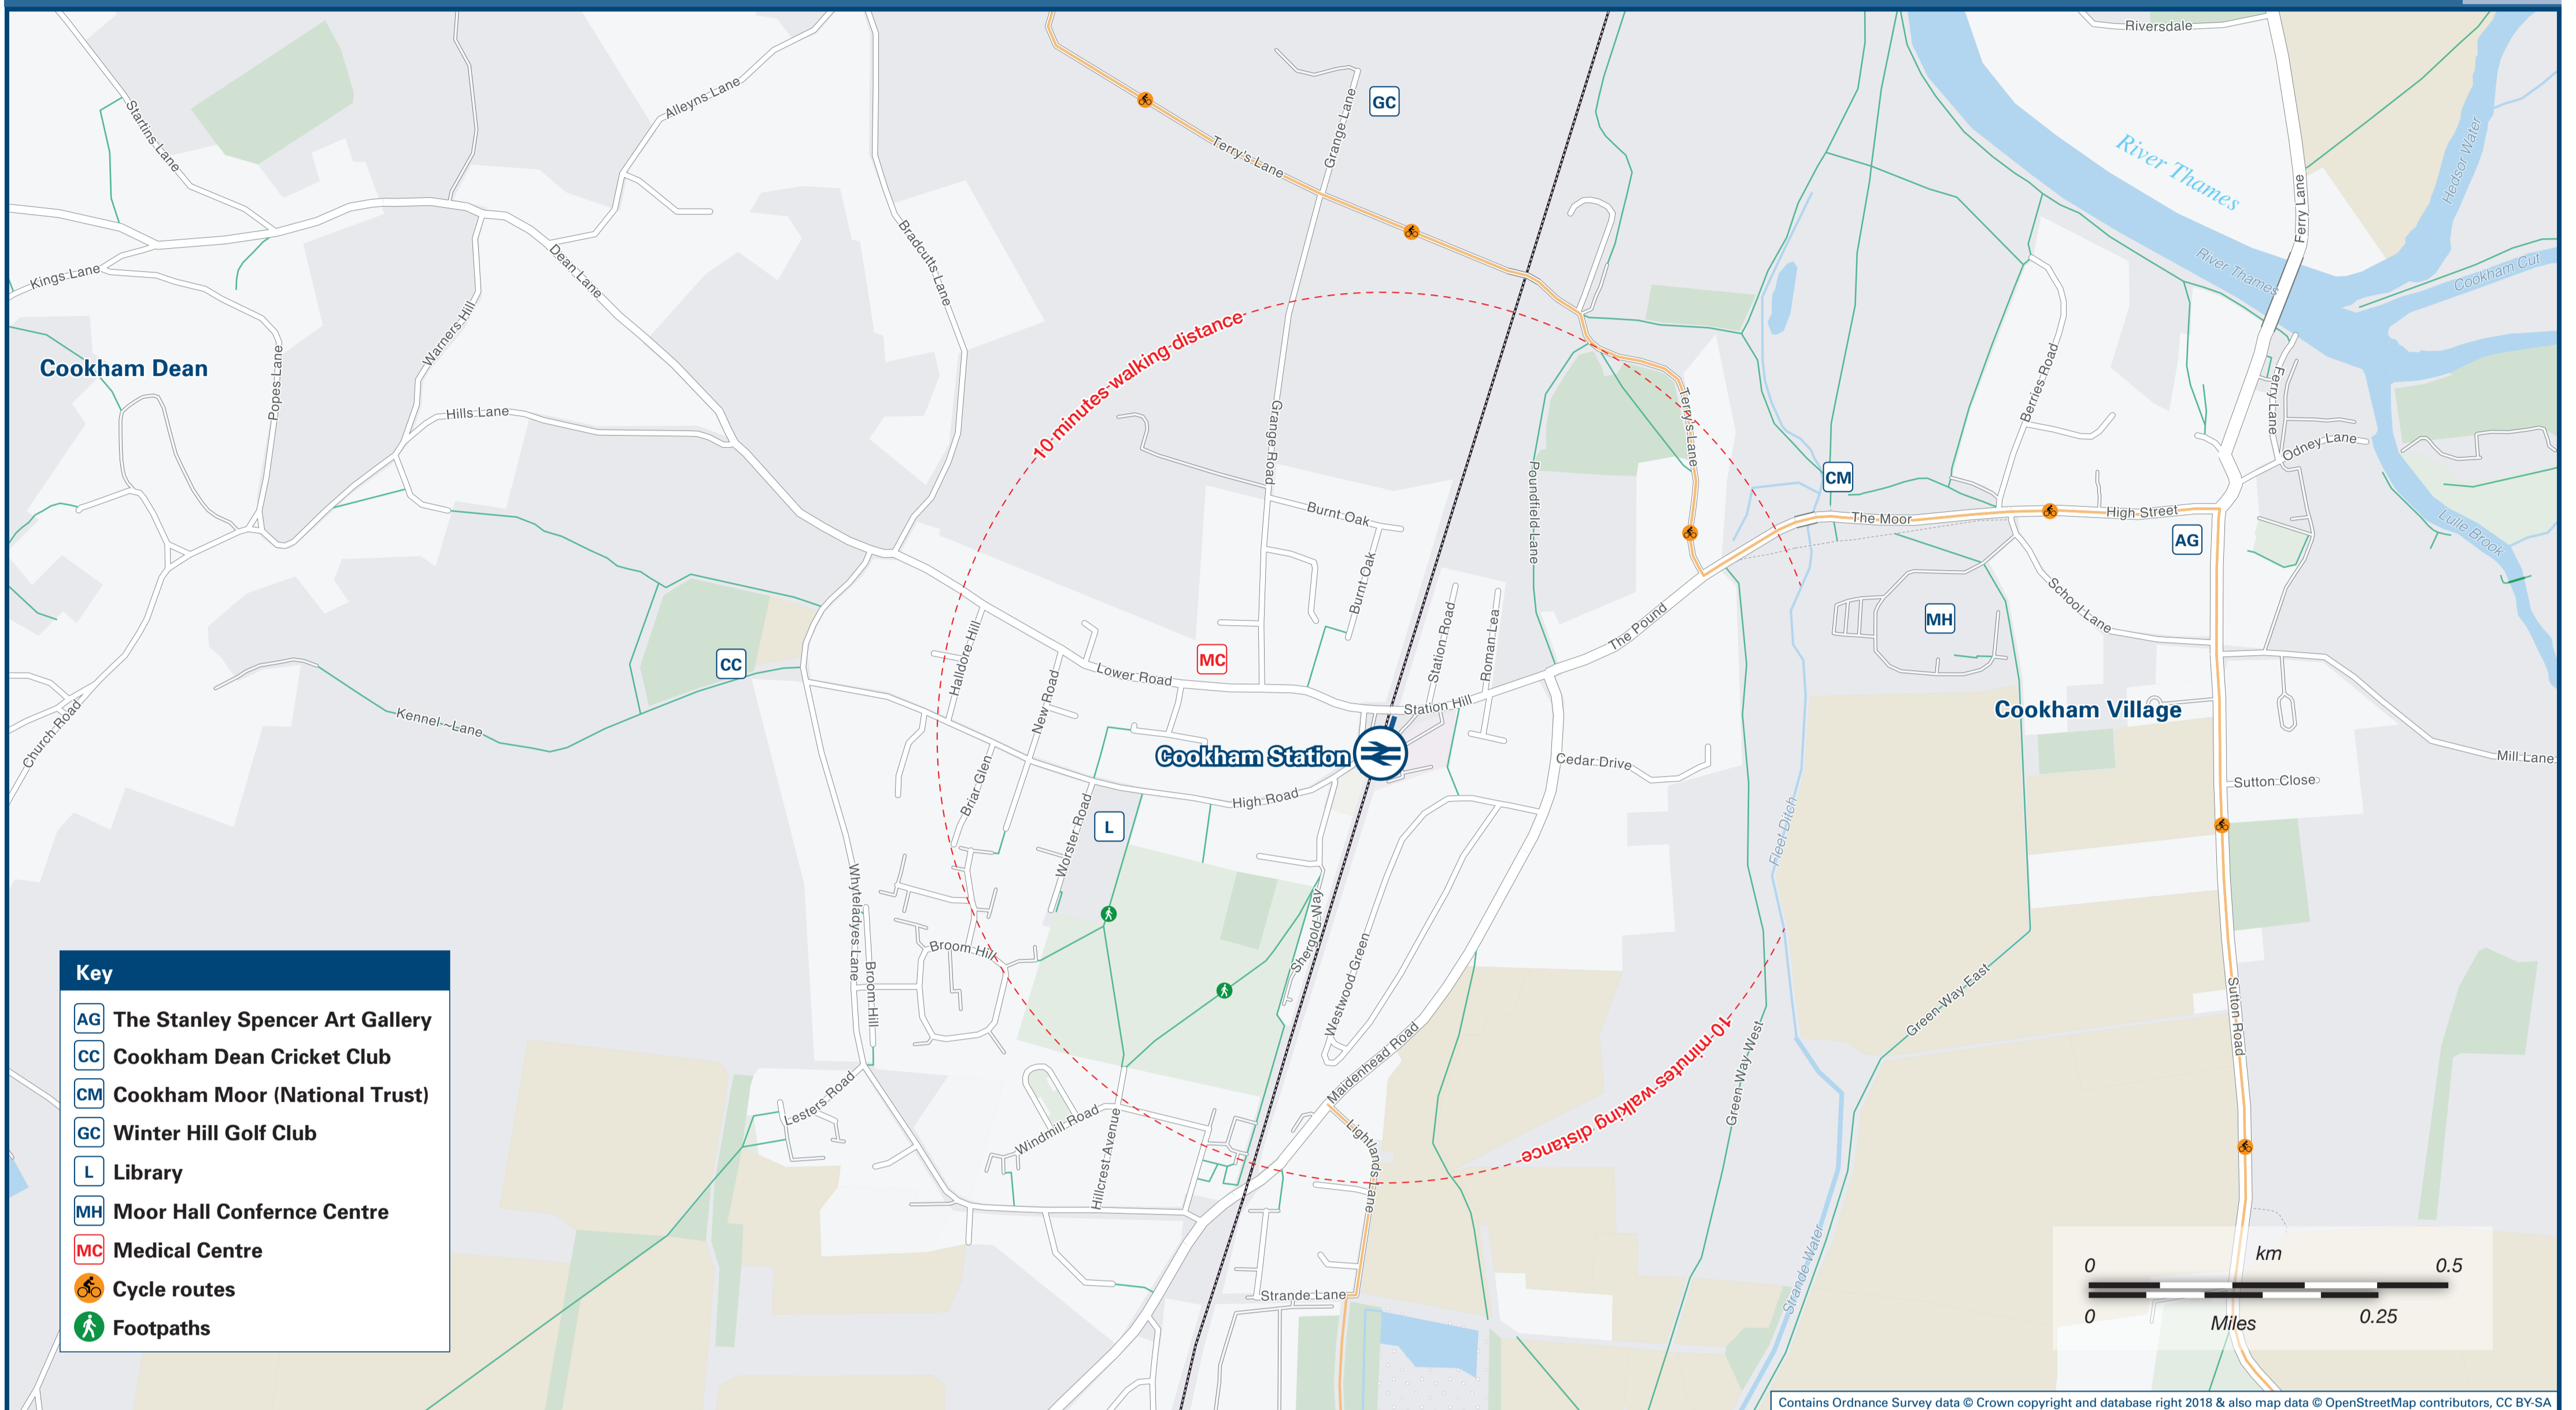 Riversdale
Startins Lane
Alleyns Lane
GC
Grange Lane
Terry's Lane
River Thames
Hedsor Water
Ferry Lane
Kings Lane
Dean Lane
Bradcutts Lane
River Thames
Cookham Cut
Warners Hill
10 minutes walking distance
Cookham Dean
Popes Lane
Hills Lane
Grange Road
Terry's Lane
Berries Road
Ferry Lane
Odney Lane
Poundfield Lane
CM
Burnt Oak
The Moor
High Street
AG
Lulle Brook
Burnt Oak
School Lane
MH
Halldore Hill
New Road
CC
MC
Lower Road
Station Road
Roman Lea
The Pound
Station Hill
Cookham Village
Kennel Lane
Church Road
Cookham Station
Cedar Drive
Mill Lane
Briar Glen
Worster Road
High Road
Sutton Close
L
Fleet Ditch
Whyteladyes Lane
Broom Hill
Broom Hill
Shergold Way
Westwood Green
Green Way East
Sutton Road
Maidenhead Road
10 minutes walking distance
Green Way West
Lesters Road
Windmill Road
Hillcrest Avenue
Lightlands Lane
Strande Lane
Strande Water
Key
AG The Stanley Spencer Art Gallery
CC Cookham Dean Cricket Club
CM Cookham Moor (National Trust)
GC Winter Hill Golf Club
L Library
MH Moor Hall Confernce Centre
MC Medical Centre
Cycle routes
Footpaths
km
0 0.5
0 0.25
Miles
Contains Ordnance Survey data © Crown copyright and database right 2018 & also map data © OpenStreetMap contributors, CC BY-SA